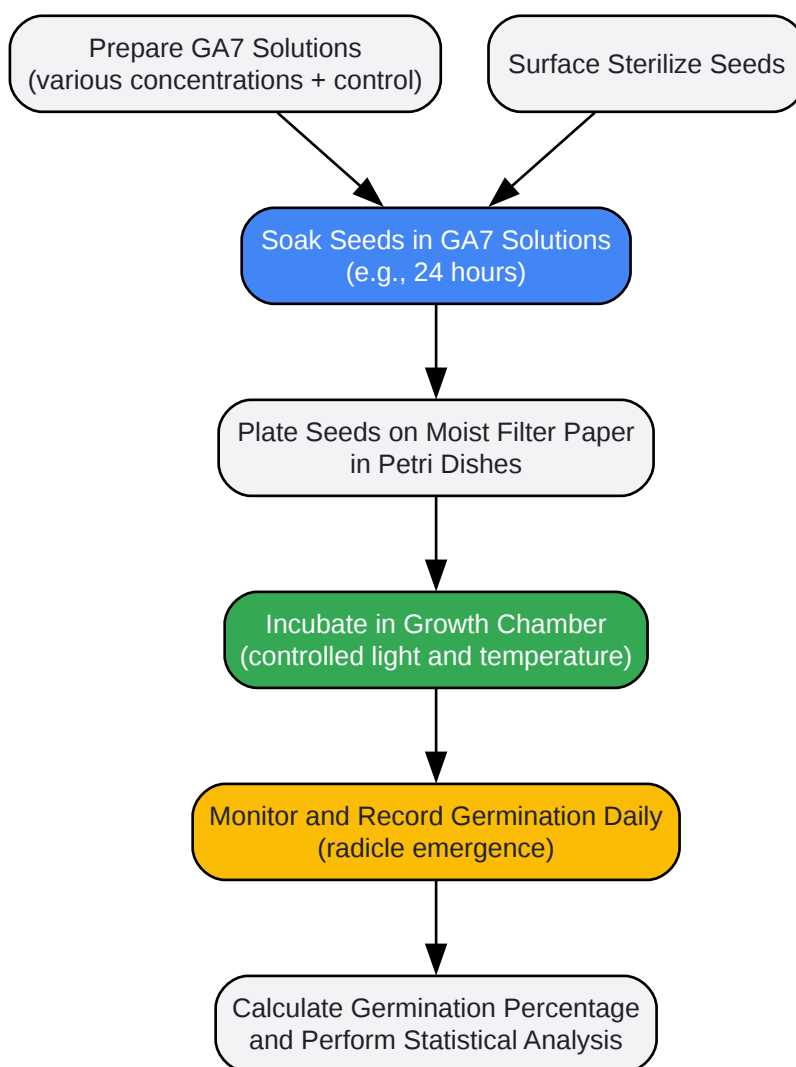 Prepare GA7 Solutions
(various concentrations + control)
Surface Sterilize Seeds
Soak Seeds in GA7 Solutions
(e.g., 24 hours)
Plate Seeds on Moist Filter Paper
in Petri Dishes
Incubate in Growth Chamber
(controlled light and temperature)
Monitor and Record Germination Daily
(radicle emergence)
Calculate Germination Percentage
and Perform Statistical Analysis